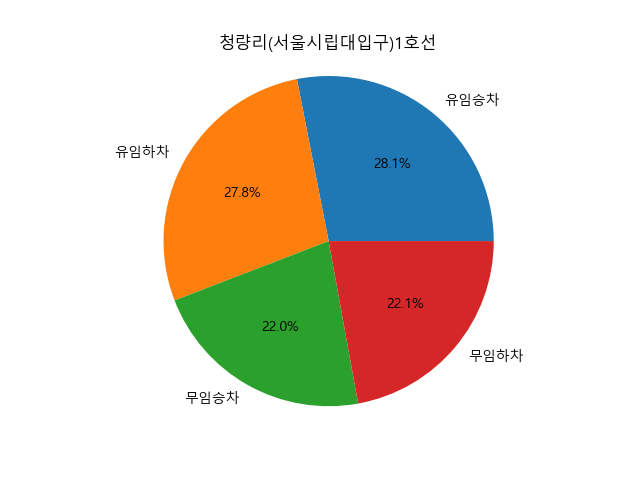 청량리(서울시립대입구)1호선
유임승차
28.1%
유임하차
27.8%
무임승차
22.0%
무임하차
22.1%